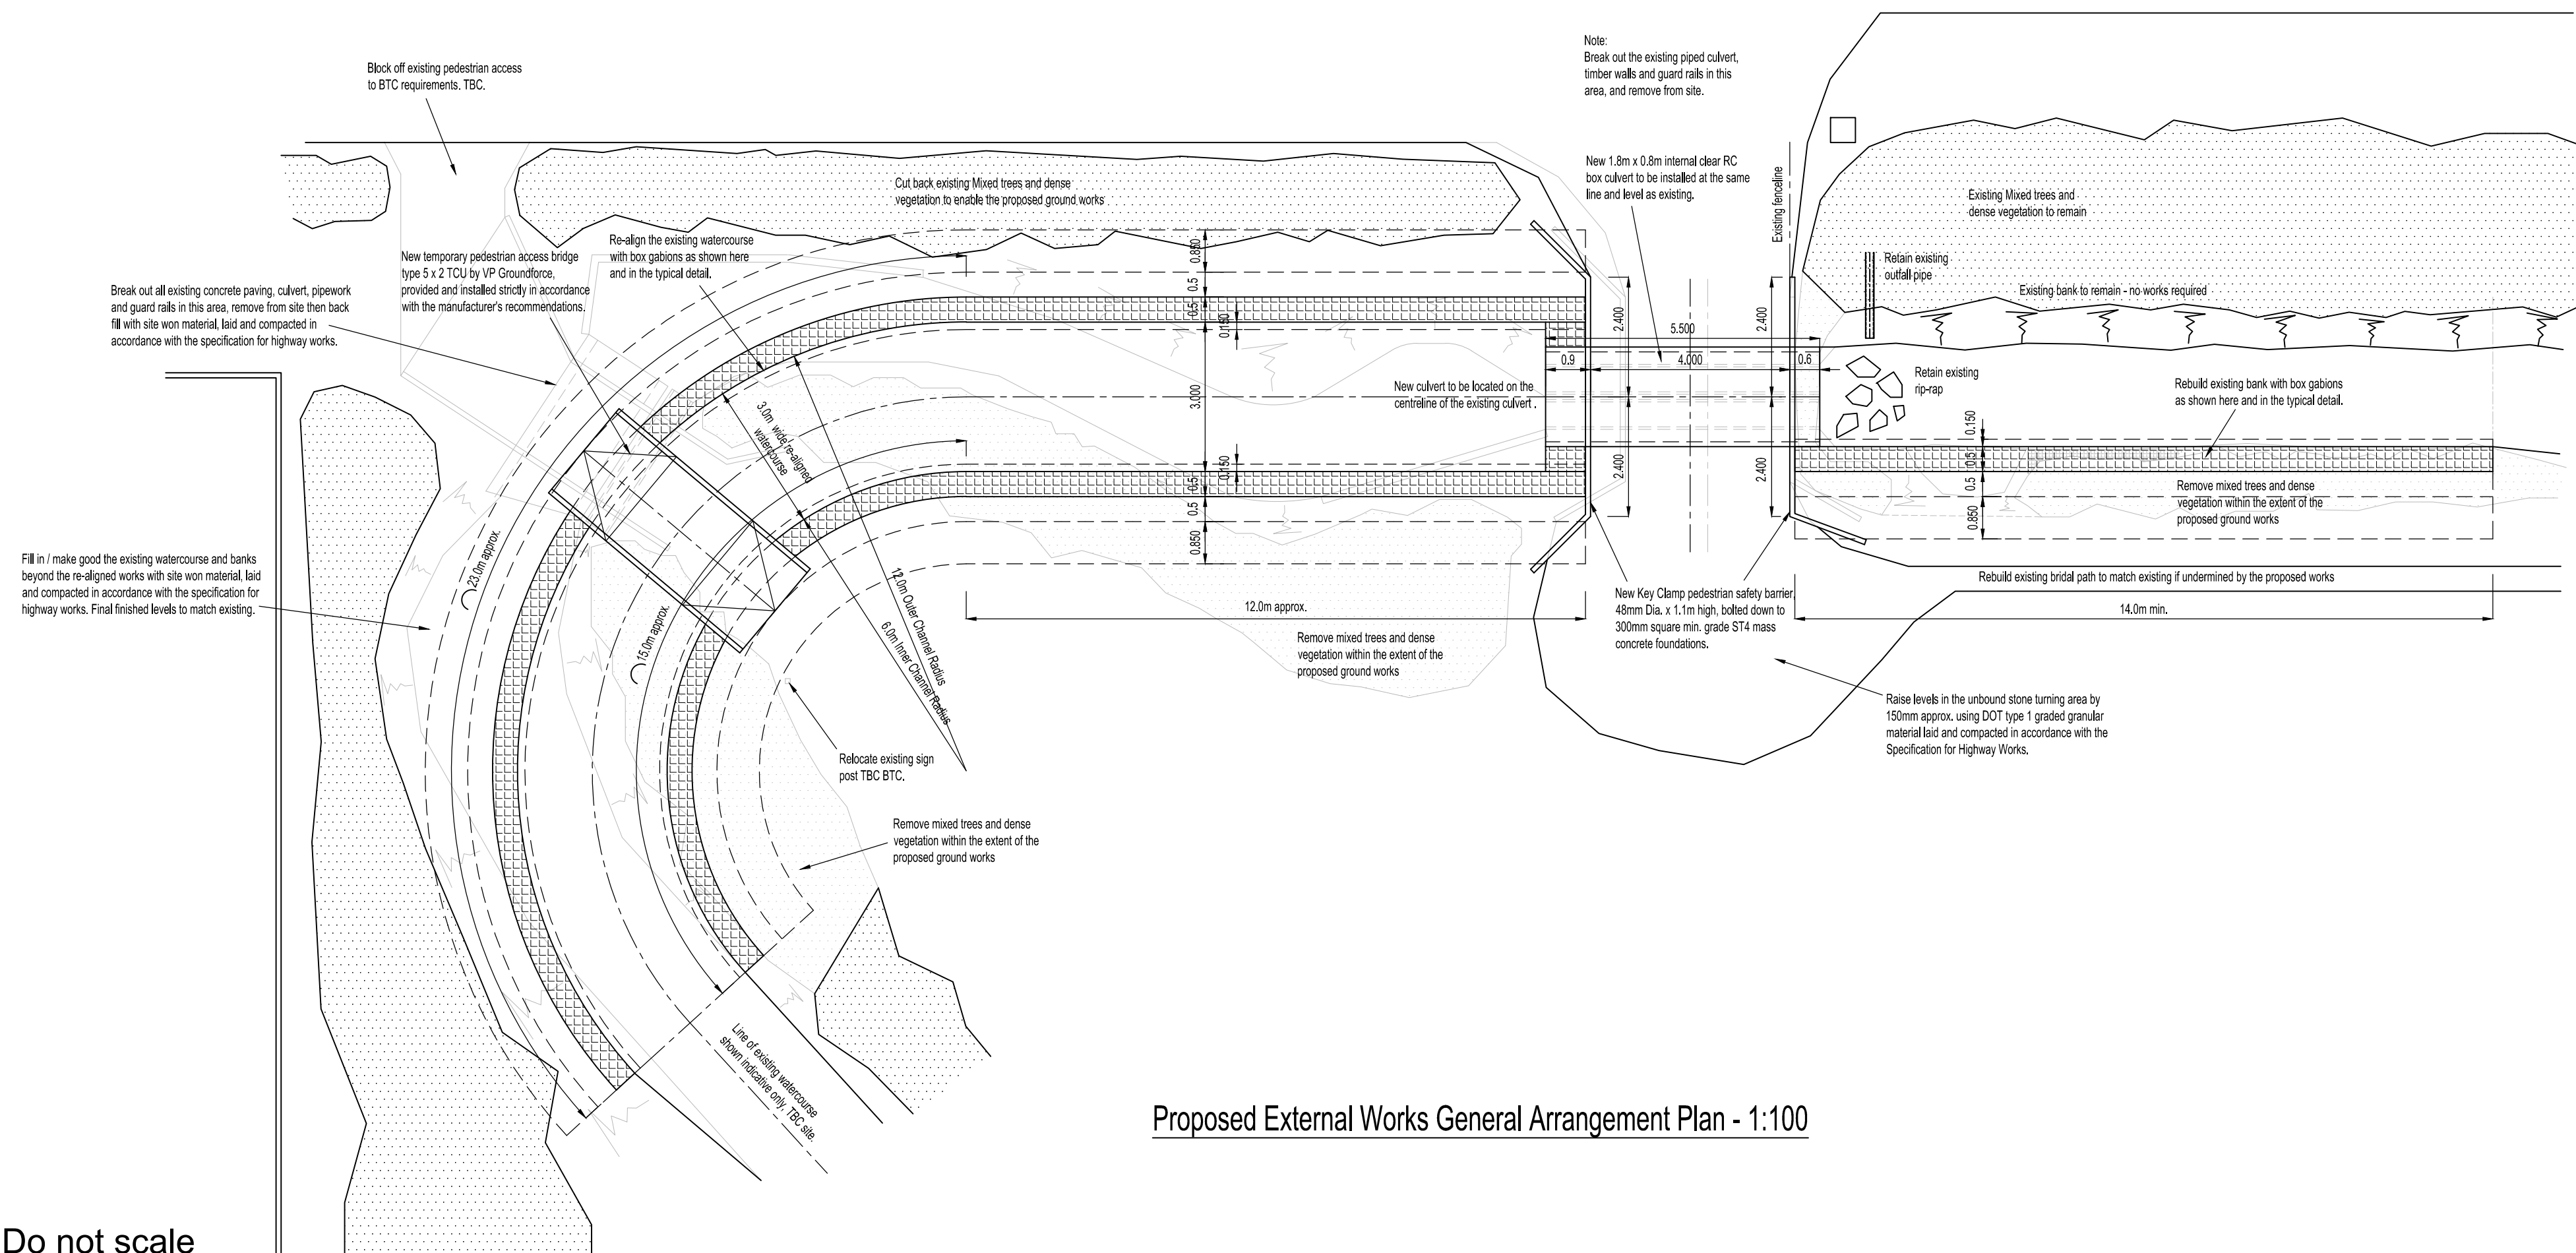 Note:
Break out the existing piped culvert,
timber walls and guard rails in this
area, and remove from site.
Block off existing pedestrian access
to BTC requirements. TBC.
New 1.8m x 0.8m internal clear RC
box culvert to be installed at the same
line and level as existing.
Existing fenceline
Cut back existing Mixed trees and dense
vegetation to enable the proposed ground works
Existing Mixed trees and
dense vegetation to remain
Re-align the existing watercourse
with box gabions as shown here
and in the typical detail.
New temporary pedestrian access bridge
type 5 x 2 TCU by VP Groundforce,
provided and installed strictly in accordance
with the manufacturer's recommendations.
Retain existing
outfall pipe
Existing bank to remain - no works required
Break out all existing concrete paving, culvert, pipework
and guard rails in this area, remove from site then back
fill with site won material, laid and compacted in
accordance with the specification for highway works.
0.850
0.5
0.5
0.150
3.000
0.150
0.5
0.5
0.850
2.400
2.400
5.500
0.9
4.000
0.6
2.400
2.400
New culvert to be located on the
centreline of the existing culvert .
Retain existing
rip-rap
Rebuild existing bank with box gabions
as shown here and in the typical detail.
0.150
0.5
0.5
0.850
Remove mixed trees and dense
vegetation within the extent of the
proposed ground works
3.0m wide re-aligned
watercourse
Fill in / make good the existing watercourse and banks
beyond the re-aligned works with site won material, laid
and compacted in accordance with the specification for
highway works. Final finished levels to match existing.
23.0m approx.
15.0m approx.
12.0m Outer Channel Radius
6.0m Inner Channel Radius
12.0m approx.
Remove mixed trees and dense
vegetation within the extent of the
proposed ground works
New Key Clamp pedestrian safety barrier,
48mm Dia. x 1.1m high, bolted down to
300mm square min. grade ST4 mass
concrete foundations.
Rebuild existing bridal path to match existing if undermined by the proposed works
14.0m min.
Raise levels in the unbound stone turning area by
150mm approx. using DOT type 1 graded granular
material laid and compacted in accordance with the
Specification for Highway Works.
Relocate existing sign
post TBC BTC.
Remove mixed trees and dense
vegetation within the extent of the
proposed ground works
Line of existing watercourse
shown indicative only, TBC site.
Proposed External Works General Arrangement Plan - 1:100
Do not scale